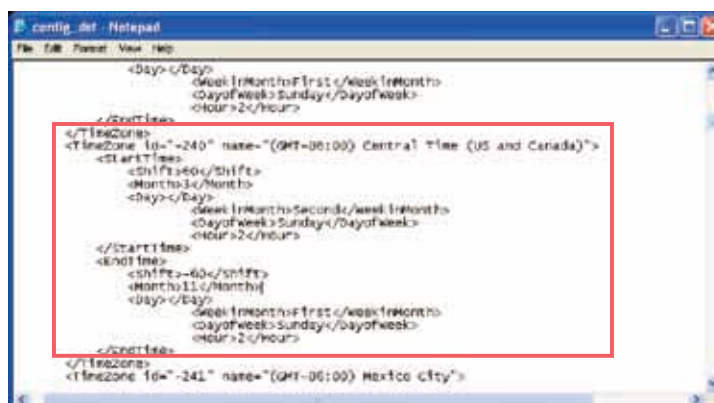 config_dst - Notepad
File Edit Format View Help
<Day></Day>
<WeekinMonth>First</WeekinMonth>
<DayofWeek>Sunday</DayofWeek>
<Hour>2</Hour>
</EndTime>
</TimeZone>
<TimeZone id="-240" name="(GMT-06:00) Central Time (US and Canada)">
<StartTime>
<Shift>60</Shift>
<Month>3</Month>
<Day></Day>
<WeekinMonth>Second</WeekinMonth>
<DayofWeek>Sunday</DayofWeek>
<Hour>2</Hour>
</StartTime>
<EndTime>
<Shift>-60</Shift>
<Month>11</Month>
<Day></Day>
<WeekinMonth>First</WeekinMonth>
<DayofWeek>Sunday</DayofWeek>
<Hour>2</Hour>
</EndTime>
</TimeZone>
<TimeZone id="-241" name="(GMT-06:00) Mexico City">